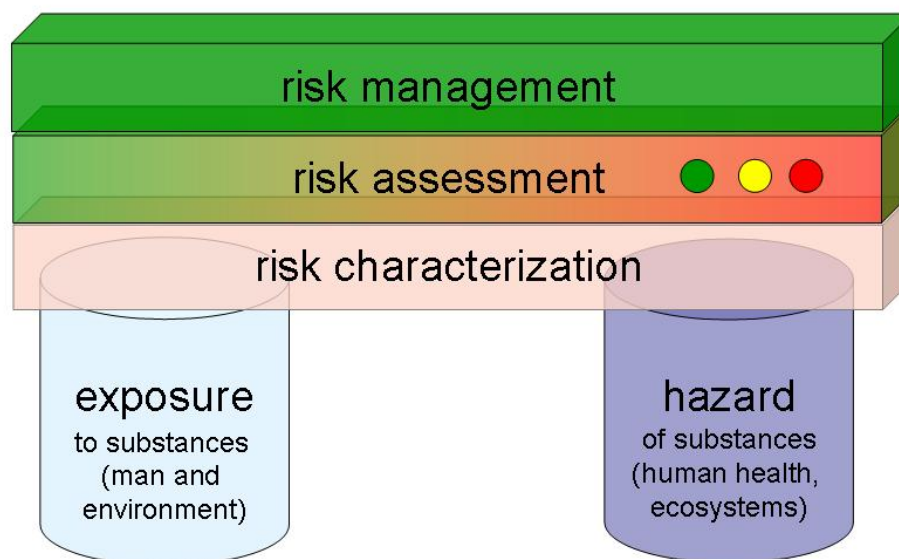 risk management
risk assessment
risk characterization
exposure
to substances
(man and
environment)
hazard
of substances
(human health,
ecosystems)